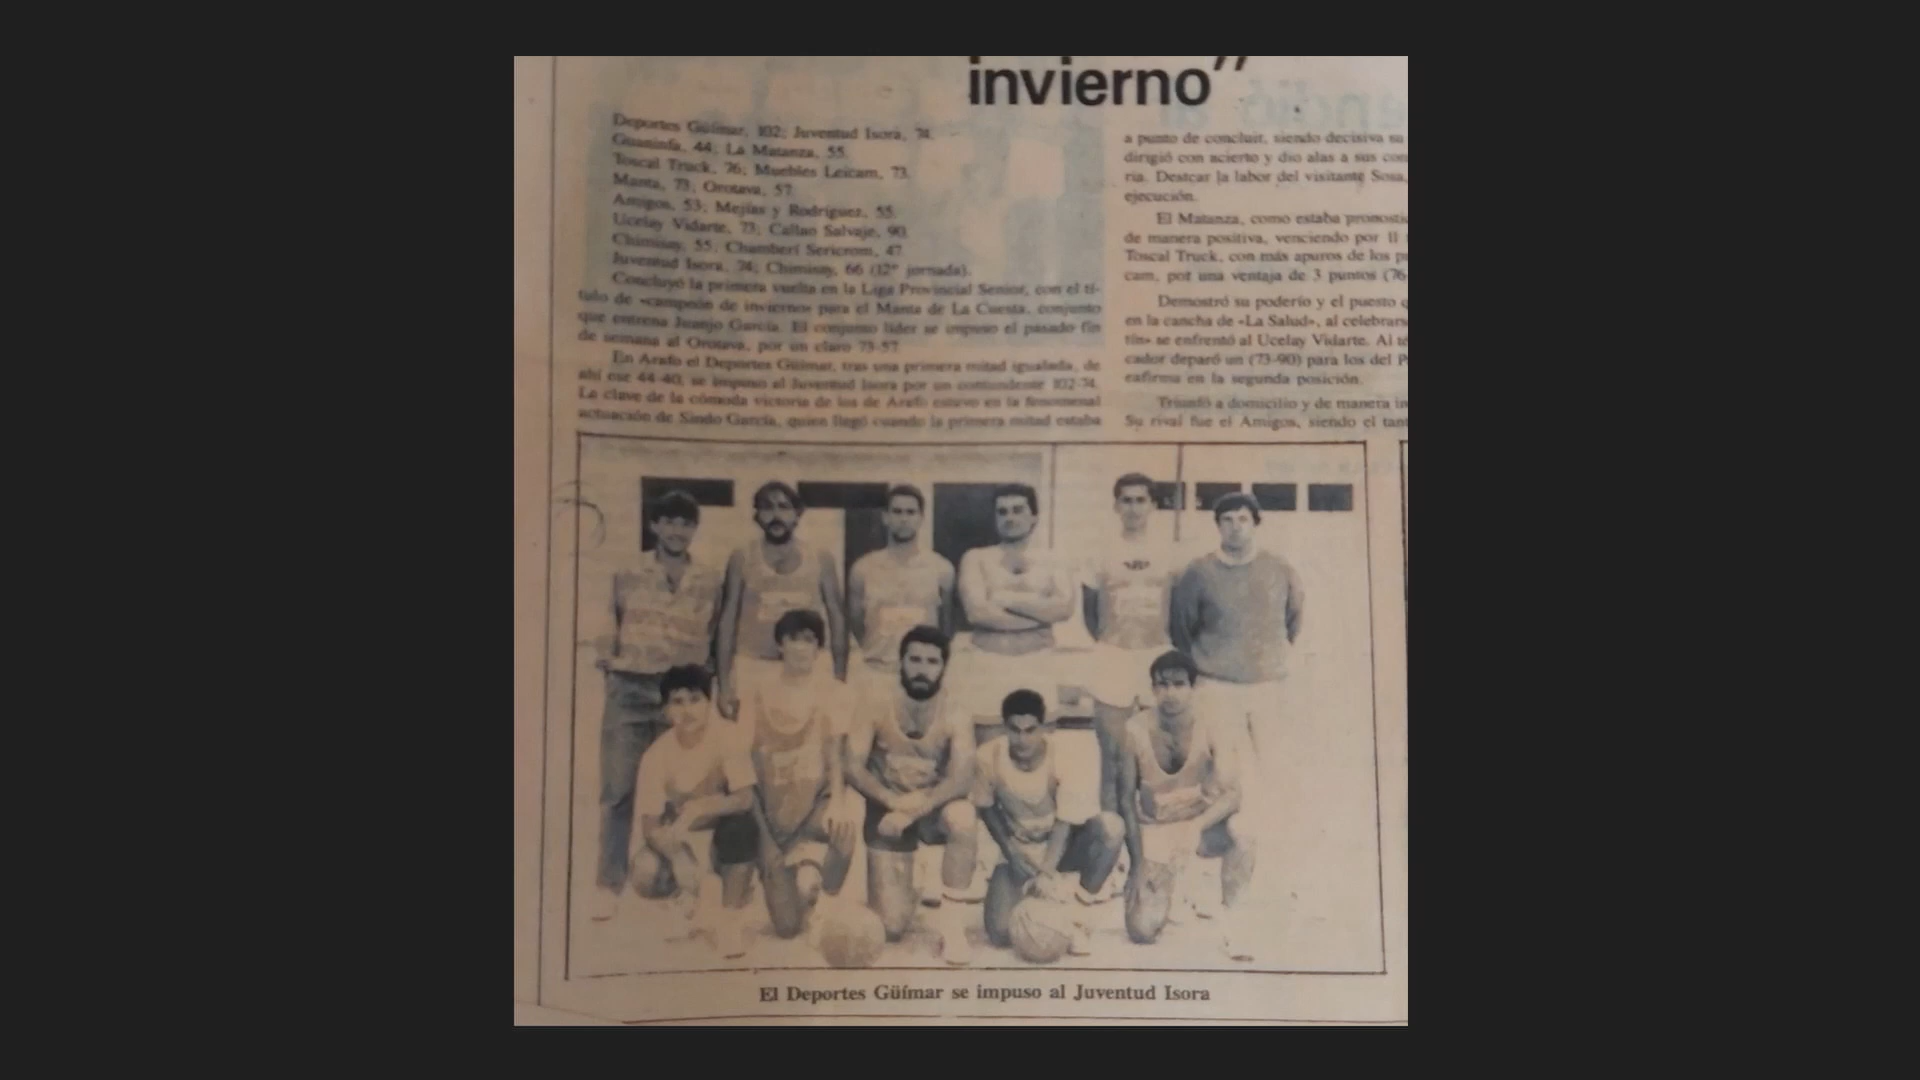 invierno”
Deportes Güímar, 102; Juventud Isora, 74.
Guaninfa, 44; La Matanza, 55.
Toscal Truck, 76; Muebles Leicam, 73.
Manta, 73; Orotava, 57.
Amigos, 53; Mejías y Rodríguez, 55.
Ucelay Vidarte, 73; Callao Salvaje, 90.
Chimisay, 55; Chamberí Sericrom, 47.
Juventud Isora, 74; Chimisay, 66 (12ª jornada).
Concluyó la primera vuelta en la Liga Provincial Senior, con el tí-
tulo de «campeón de invierno» para el Manta de La Cuesta, conjunto
que entrena Juanjo García. El conjunto líder se impuso el pasado fin
de semana al Orotava, por un claro 73-57.
En Arafo el Deportes Güímar, tras una primera mitad igualada, de
ahí ese 44-40, se impuso al Juventud Isora por un contundente 102-74.
La clave de la cómoda victoria de los de Arafo estuvo en la fenomenal
actuación de Sindo García, quien llegó cuando la primera mitad estaba
a punto de concluir, siendo decisiva su
dirigió con acierto y dio alas a sus
ria. Destcar la labor del visitante Sosa,
ejecución.
El Matanza, como estaba
de manera positiva, venciendo por 11
Toscal Truck, con más apuros de los
cam, por una ventaja de 3 puntos (76
Demostró su poderío y el puesto
en la cancha de «La Salud», al
tín» se enfrentó al Ucelay Vidarte. Al
cador deparó un (73-90) para los del P
eafirma en la segunda posición.
Triunfó a domicilio y de manera
Su rival fue el Amigos, siendo el
El Deportes Güímar se impuso al Juventud Isora